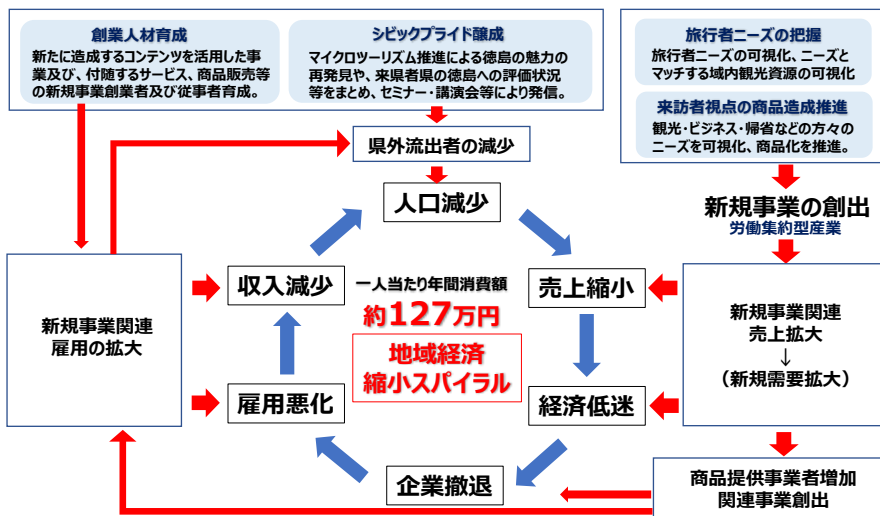 創業人材育成
新たに造成するコンテンツを活用した事
業及び、付随するサービス、商品販売等
の新規事業創業者及び従事者育成。
シビックプライド醸成
マイクロツーリズム推進による徳島の魅力の
再発見や、来県者県の徳島への評価状況
等をまとめ、セミナー・講演会等により発信。
旅行者ニーズの把握
旅行者ニーズの可視化、ニーズと
マッチする域内観光資源の可視化
来訪者視点の商品造成推進
観光・ビジネス・帰省などの方々の
ニーズを可視化、商品化を推進。
県外流出者の減少
人口減少
新規事業の創出
労働集約型産業
新規事業関連
雇用の拡大
収入減少
一人当たり年間消費額
約127万円
地域経済
縮小スパイラル
売上縮小
新規事業関連
売上拡大
↓
（新規需要拡大）
雇用悪化
経済低迷
企業撤退
商品提供事業者増加
関連事業創出